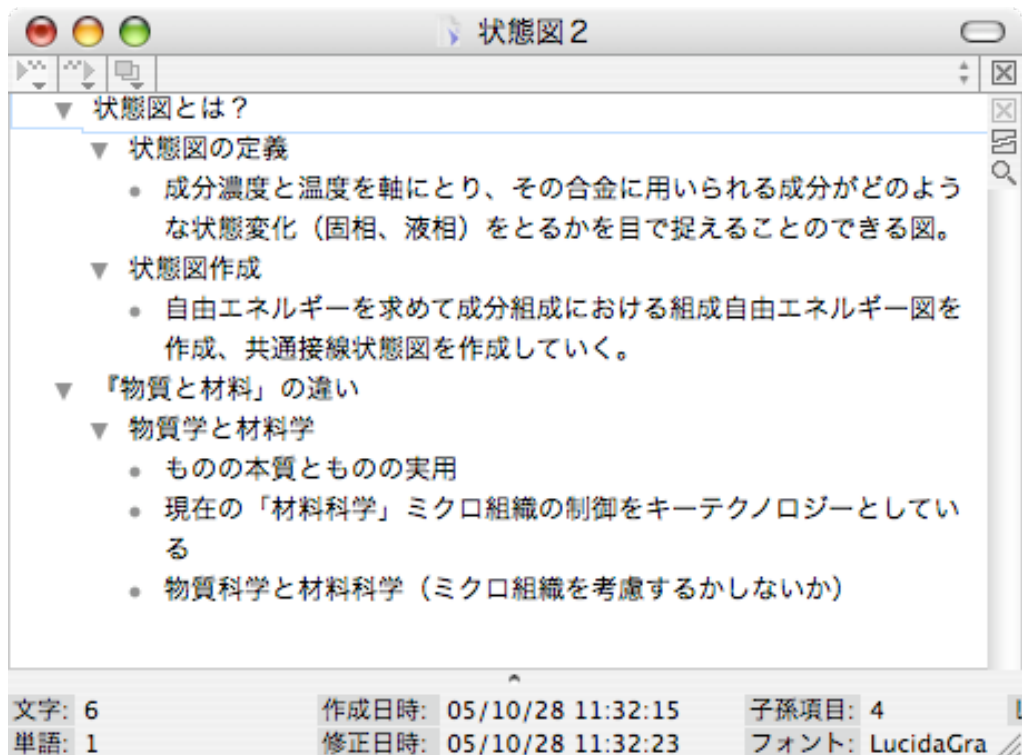 状態図２
状態図とは？
状態図の定義
成分濃度と温度を軸にとり、その合金に用いられる成分がどのよう
な状態変化（固相、液相）をとるかを目で捉えることのできる図。
状態図作成
自由エネルギーを求めて成分組成における組成自由エネルギー図を
作成、共通接線状態図を作成していく。
『物質と材料」の違い
物質学と材料学
ものの本質とものの実用
現在の「材料科学」ミクロ組織の制御をキーテクノロジーとしてい
る
物質科学と材料科学（ミクロ組織を考慮するかしないか）
文字: 6 作成日時: 05/10/28 11:32:15 子孫項目: 4
単語: 1 修正日時: 05/10/28 11:32:23 フォント: LucidaGra